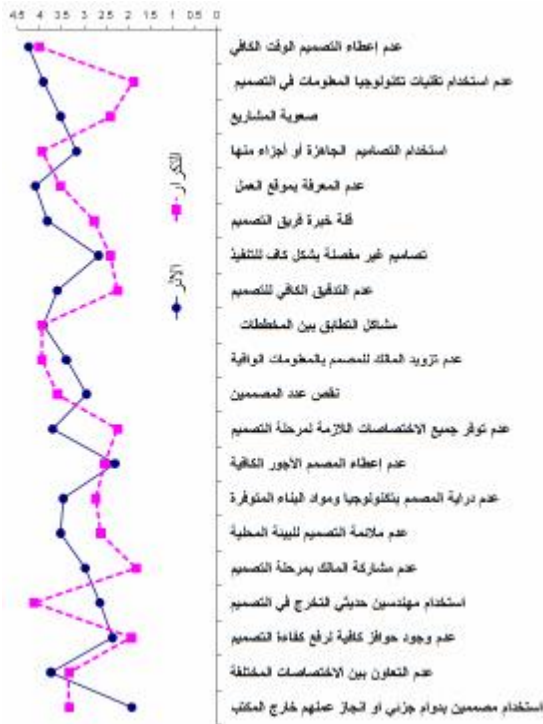 4.5 4 3.5 3 2.5 2 1.5 1 0.5 0
عدم إعطاء التصميم الوقت الكافي
عدم استخدام تقنيات تكنولوجيا المعلومات في التصميم
صعوبة المشاريع
استخدام التصاميم الجاهزة أو أجزاء منها
عدم المعرفة بموقع العمل
قلة خبرة فريق التصميم
تصاميم غير مفصلة بشكل كاف للتنفيذ
عدم التدقيق الكافي للتصميم
مشاكل التطابق بين المخططات
عدم تزويد المالك للمصمم بالمعلومات الوافية
نقص عدد المصممين
عدم توفر جميع الاختصاصات اللازمة لمرحلة التصميم
عدم إعطاء المصمم الأجور الكافية
عدم دراية المصمم بتكنولوجيا ومواد البناء المتوفرة
عدم ملائمة التصميم للبيئة المحلية
عدم مشاركة المالك بمرحلة التصميم
استخدام مهندسين حديثي التخرج في التصميم
عدم وجود حوافز كافية لرفع كفاءة التصميم
عدم التعاون بين الاختصاصات المختلفة
استخدام مصممين بدوام جزئي او انجاز عملهم خارج المكتب
التكرار
الأثر